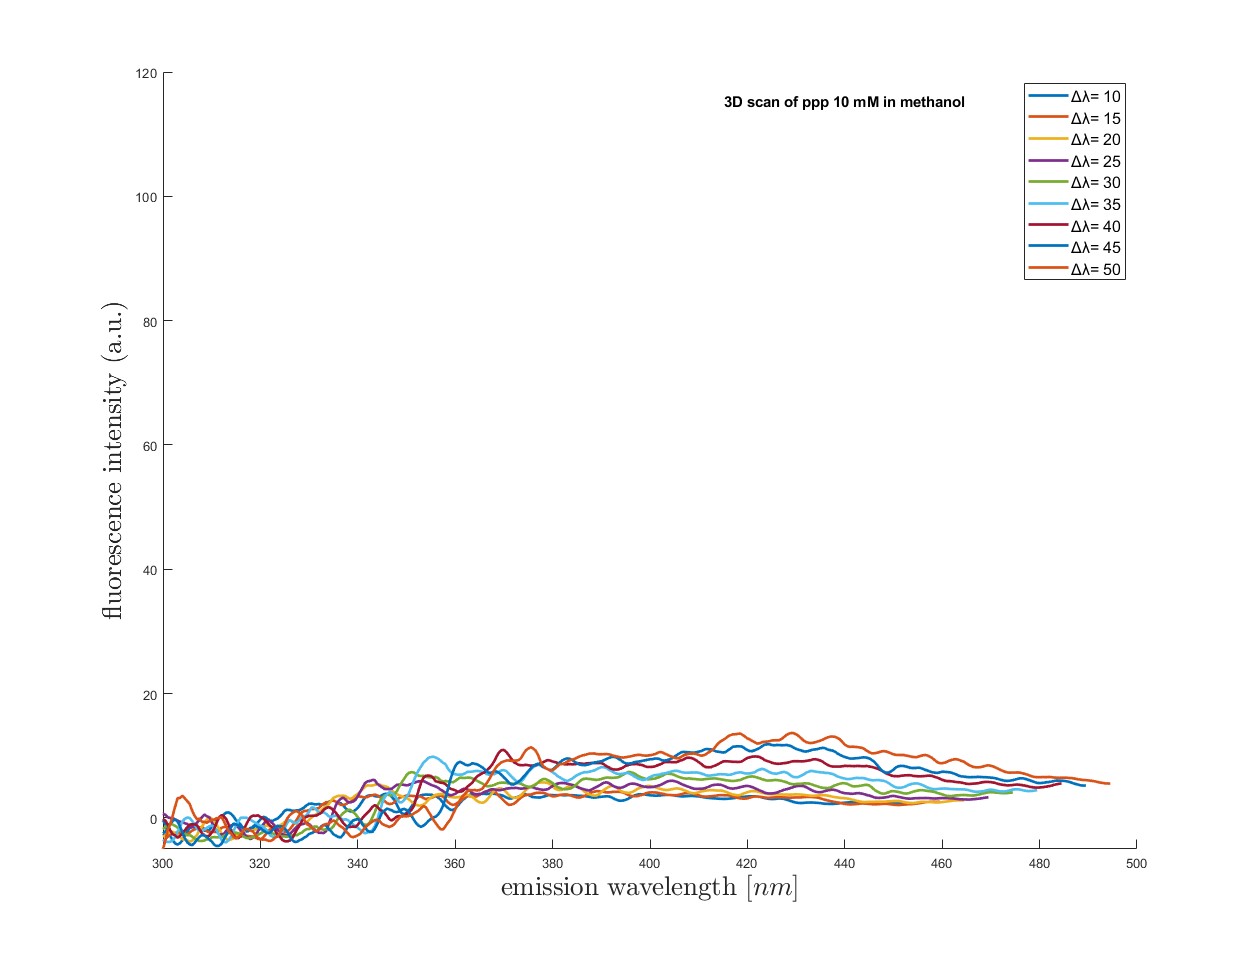 3D scan of ppp 10 mM in methanol
Δλ= 10
Δλ= 15
Δλ= 20
Δλ= 25
Δλ= 30
Δλ= 35
Δλ= 40
Δλ= 45
Δλ= 50
120
100
80
60
40
20
0
fluorescence intensity (a.u.)
300 320 340 360 380 400 420 440 460 480 500
emission wavelength [nm]